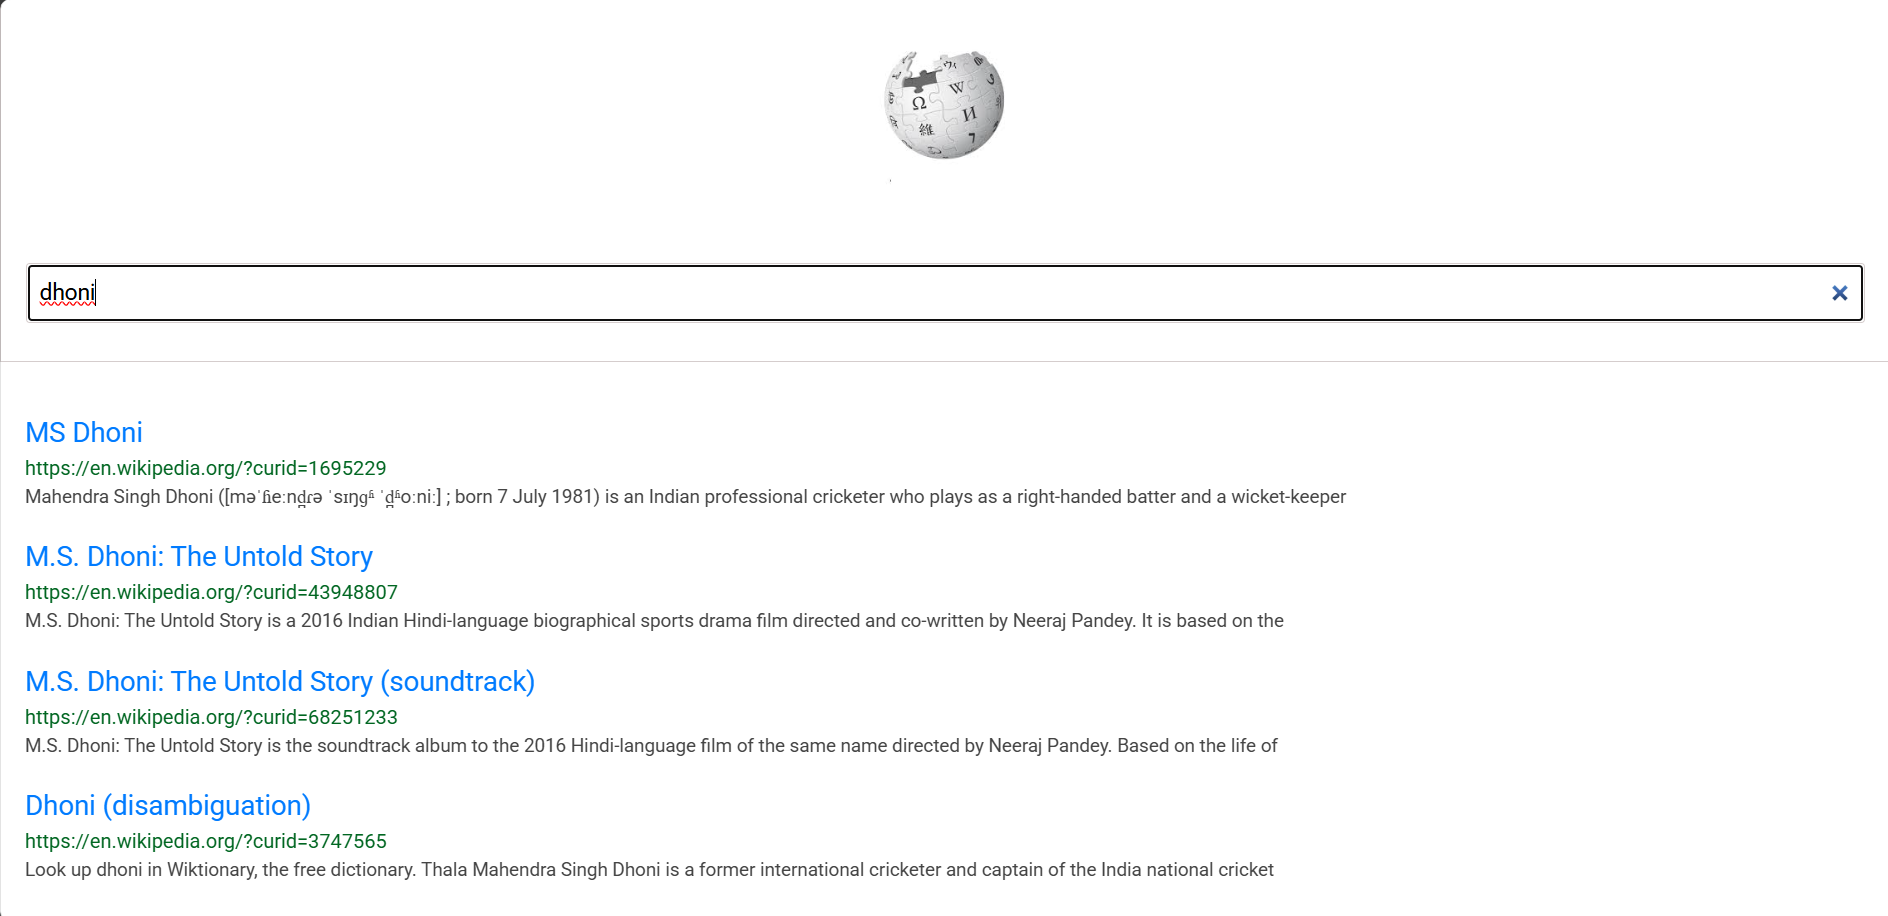 Ω W И 維 7
dhoni
MS Dhoni
https://en.wikipedia.org/?curid=1695229
Mahendra Singh Dhoni ([məˈɦeːnd̪ɾə ˈsɪŋɡʱ ˈd̪ʱoːniː] ; born 7 July 1981) is an Indian professional cricketer who plays as a right-handed batter and a wicket-keeper
M.S. Dhoni: The Untold Story
https://en.wikipedia.org/?curid=43948807
M.S. Dhoni: The Untold Story is a 2016 Indian Hindi-language biographical sports drama film directed and co-written by Neeraj Pandey. It is based on the
M.S. Dhoni: The Untold Story (soundtrack)
https://en.wikipedia.org/?curid=68251233
M.S. Dhoni: The Untold Story is the soundtrack album to the 2016 Hindi-language film of the same name directed by Neeraj Pandey. Based on the life of
Dhoni (disambiguation)
https://en.wikipedia.org/?curid=3747565
Look up dhoni in Wiktionary, the free dictionary. Thala Mahendra Singh Dhoni is a former international cricketer and captain of the India national cricket